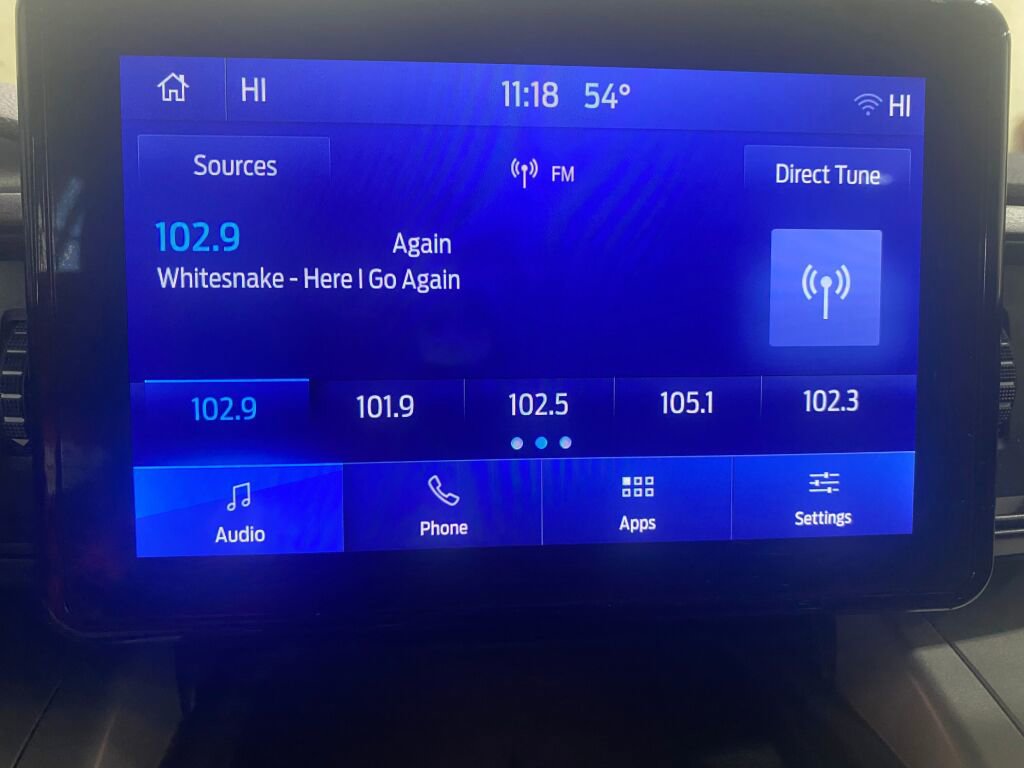 HI 11:18 54° HI
Sources FM Direct Tune
102.9 Again
Whitesnake - Here I Go Again
102.9 101.9 102.5 105.1 102.3
Audio Phone Apps Settings